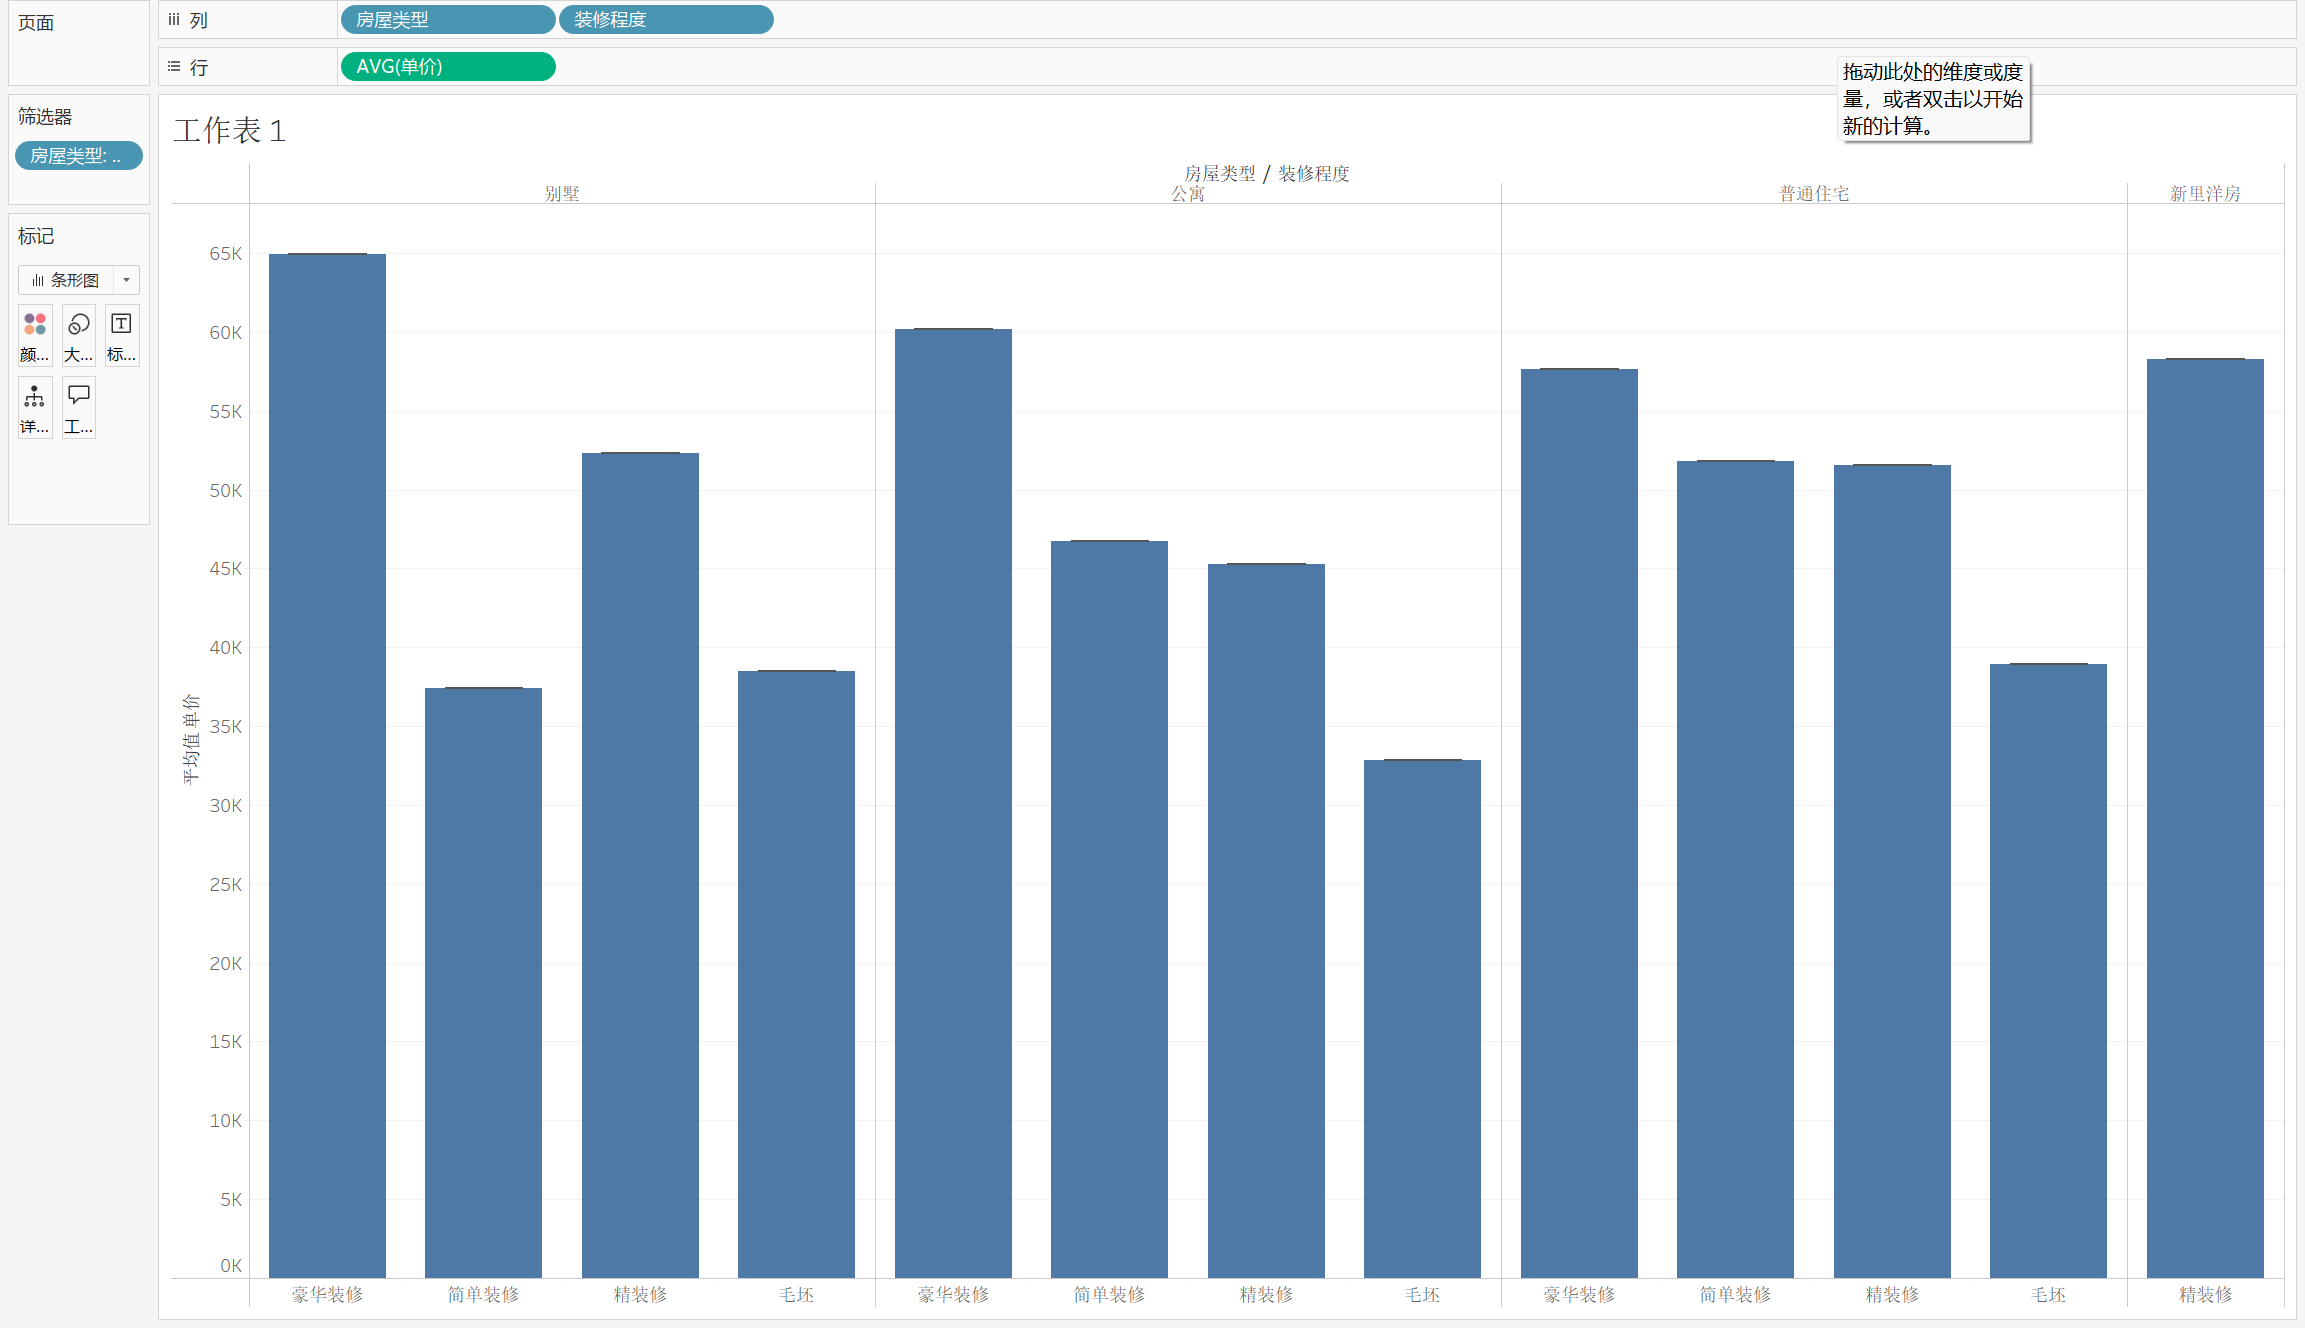 页面
列
房屋类型
装修程度
行
AVG(单价)
拖动此处的维度或度
量，或者双击以开始
新的计算。
筛选器
房屋类型: ..
标记
条形图
颜...
大...
标...
详...
工...
工作表 1
房屋类型 / 装修程度
别墅
公寓
普通住宅
新里洋房
65K
60K
55K
50K
45K
40K
35K
30K
25K
20K
15K
10K
5K
0K
平均值 单价
豪华装修
简单装修
精装修
毛坯
豪华装修
简单装修
精装修
毛坯
豪华装修
简单装修
精装修
毛坯
精装修